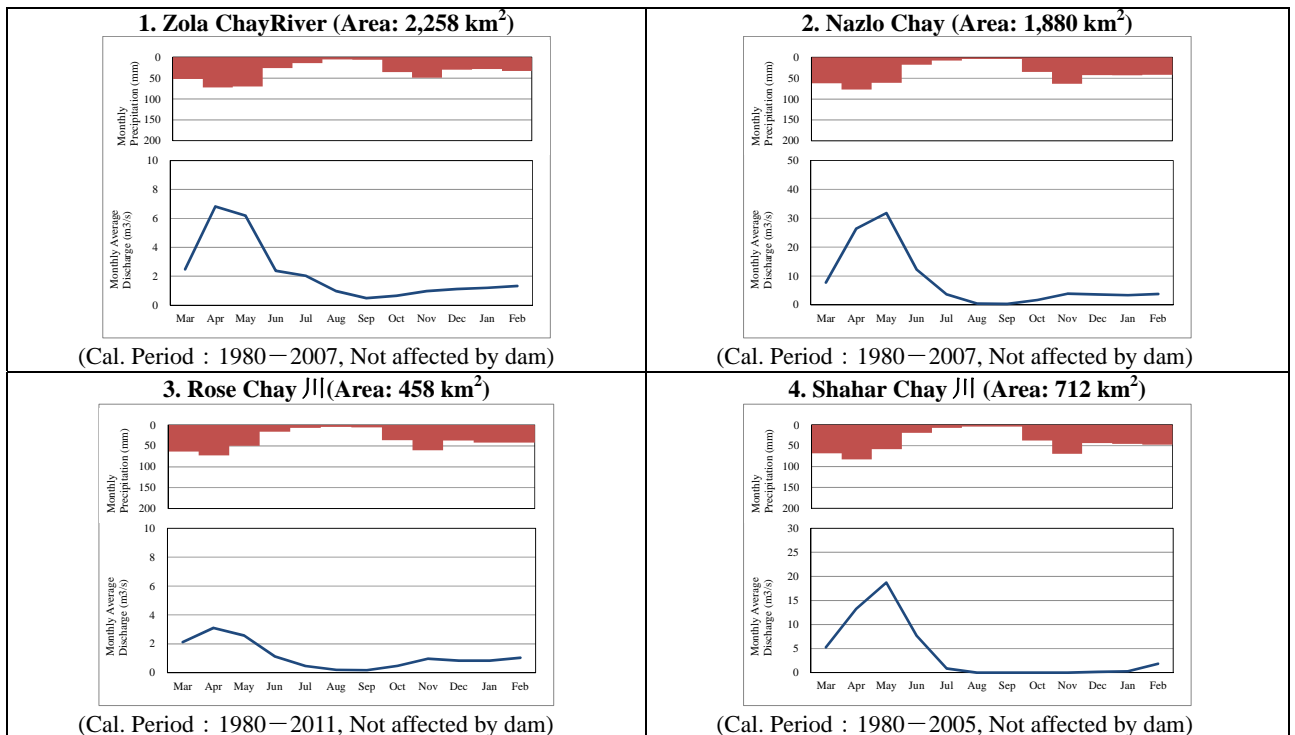 1. Zola ChayRiver (Area: 2,258 km²)
0
50
100
150
200
Monthly
Precipitation (mm)
10
8
6
4
2
0
Monthly Average
Discharge (m3/s)
Mar Apr May Jun Jul Aug Sep Oct Nov Dec Jan Feb
(Cal. Period : 1980－2007, Not affected by dam)
2. Nazlo Chay (Area: 1,880 km²)
0
50
100
150
200
Monthly
Precipitation (mm)
50
40
30
20
10
0
Monthly Average
Discharge (m3/s)
Mar Apr May Jun Jul Aug Sep Oct Nov Dec Jan Feb
(Cal. Period : 1980－2007, Not affected by dam)
3. Rose Chay 川(Area: 458 km²)
0
50
100
150
200
Monthly
Precipitation (mm)
10
8
6
4
2
0
Monthly Average
Discharge (m3/s)
Mar Apr May Jun Jul Aug Sep Oct Nov Dec Jan Feb
(Cal. Period : 1980－2011, Not affected by dam)
4. Shahar Chay 川 (Area: 712 km²)
0
50
100
150
200
Monthly
Precipitation (mm)
30
25
20
15
10
5
0
Monthly Average
Discharge (m3/s)
Mar Apr May Jun Jul Aug Sep Oct Nov Dec Jan Feb
(Cal. Period : 1980－2005, Not affected by dam)